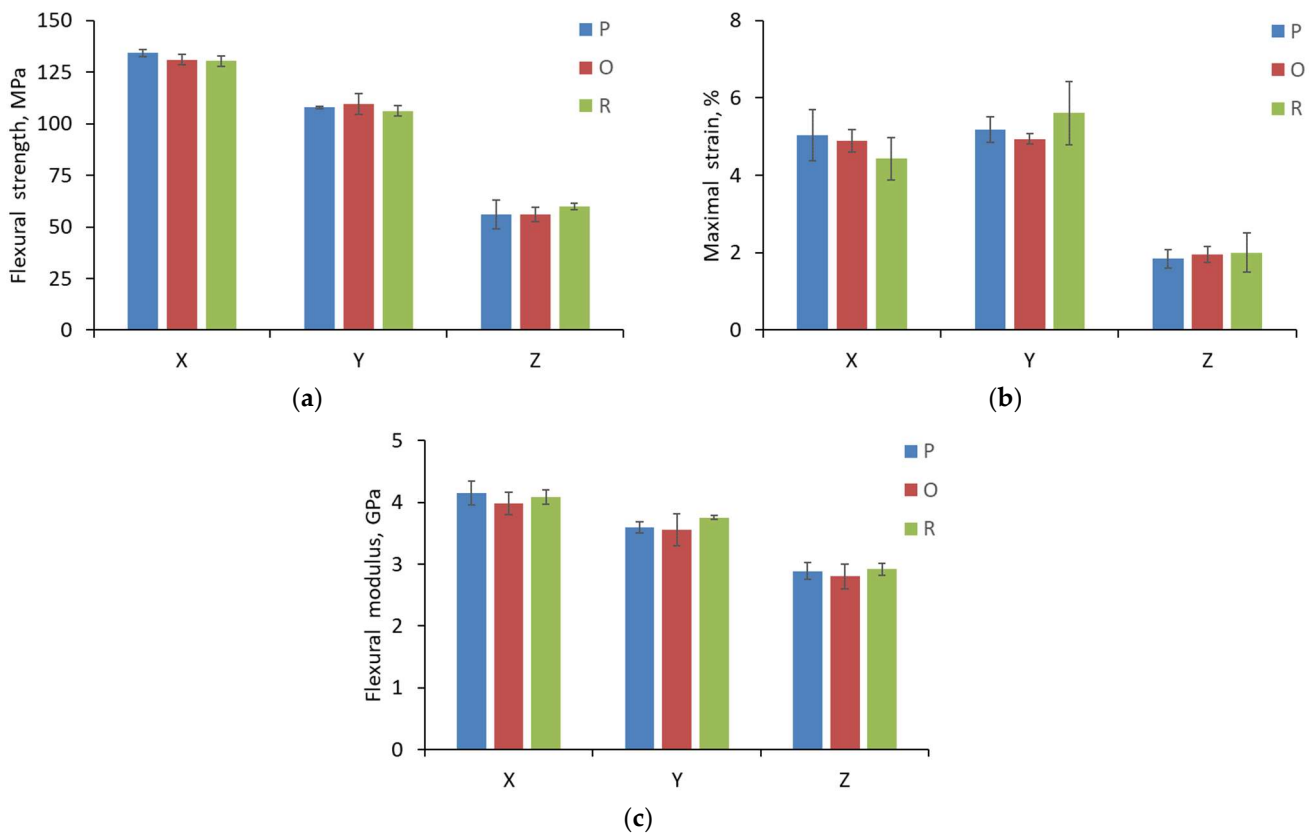 Flexural strength, MPa
150
125
100
75
50
25
0
P
O
R
X Y Z
(a)
Maximal strain, %
8
6
4
2
0
P
O
R
X Y Z
(b)
Flexural modulus, GPa
5
4
3
2
1
0
P
O
R
X Y Z
(c)